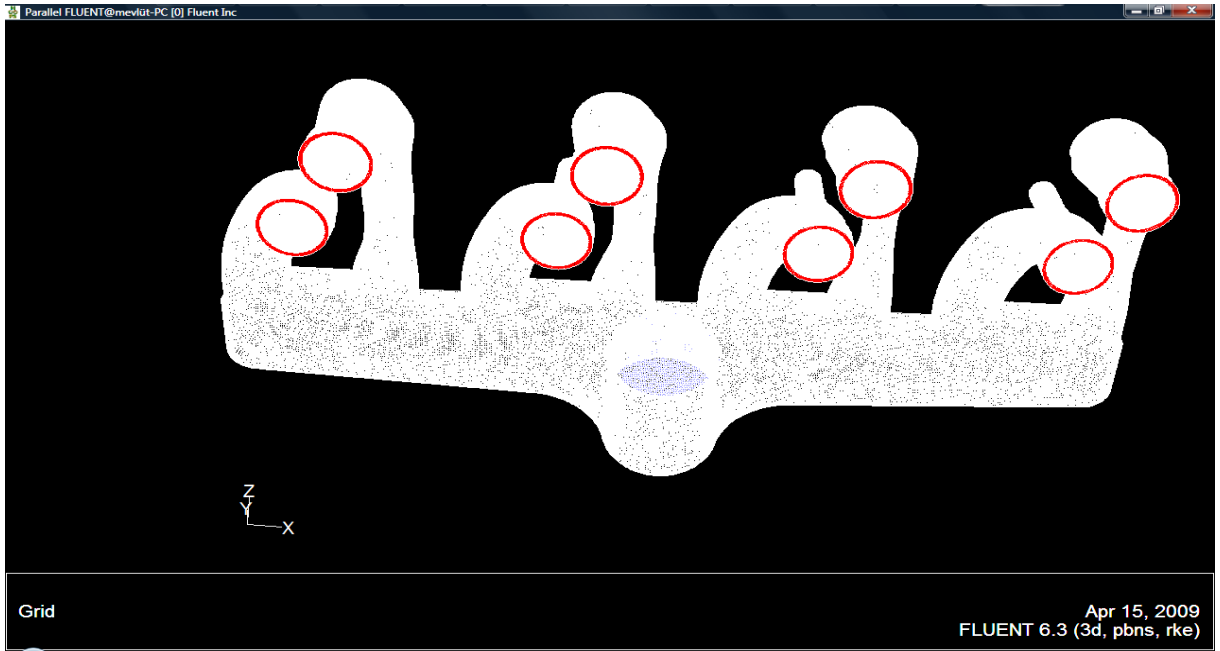 Parallel FLUENT@mevlüt-PC [0] Fluent Inc
Z
Y
X
Grid
Apr 15, 2009
FLUENT 6.3 (3d, pbns, rke)